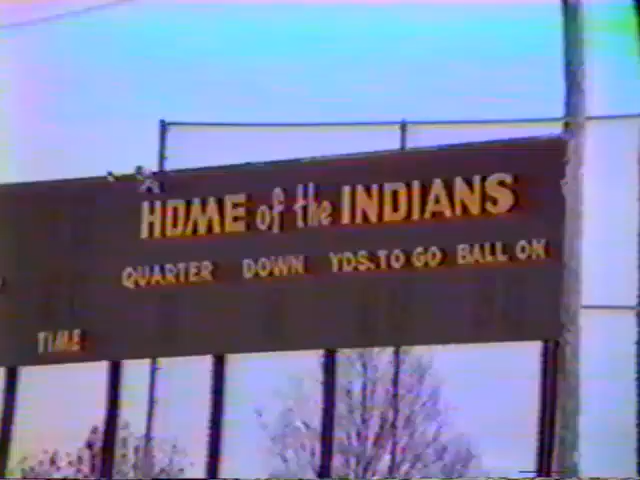 HOME of the INDIANS
QUARTER DOWN YDS. TO GO BALL ON
TIME